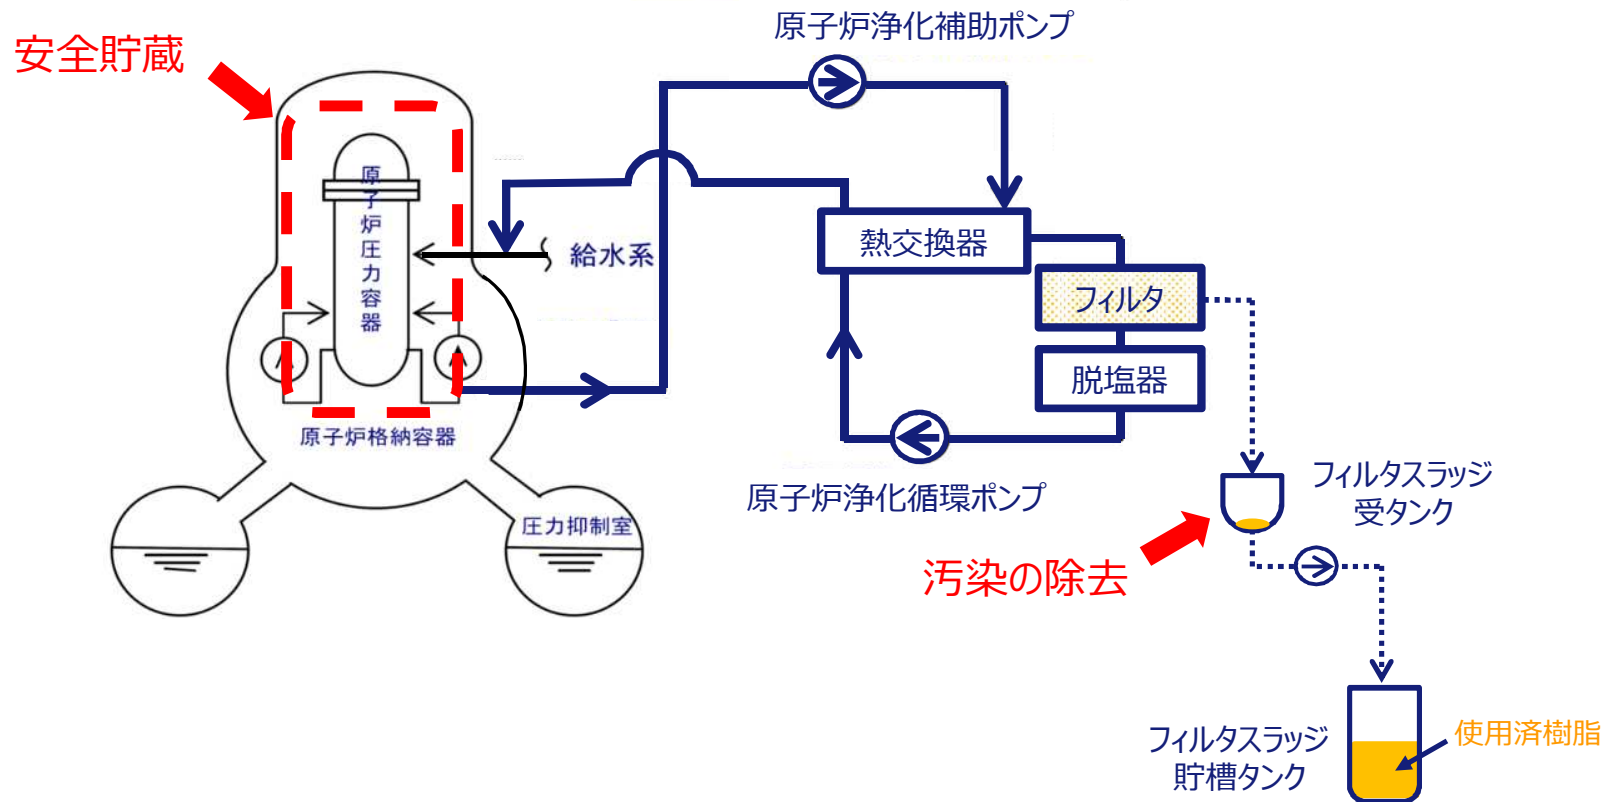 原子炉浄化補助ポンプ
安全貯蔵
原子炉圧力容器
給水系
熱交換器
フィルタ
脱塩器
原子炉格納容器
原子炉浄化循環ポンプ
圧力抑制室
フィルタスラッジ
受タンク
汚染の除去
フィルタスラッジ
貯槽タンク
使用済樹脂